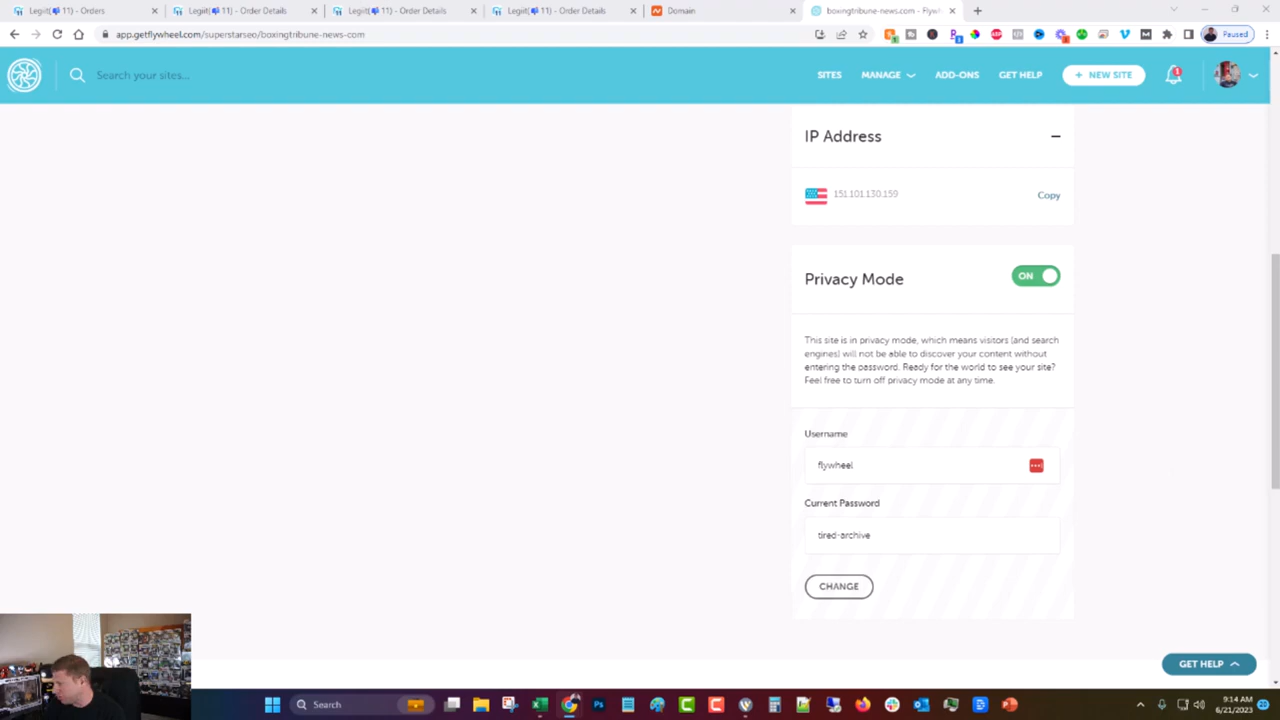 Legiit( 11) - Orders
Legiit( 11) - Order Details
Legiit( 11) - Order Details
Legiit( 11) - Order Details
Domain
boxingtribune-news.com - Flyw
app.getflywheel.com/superstarseo/boxingtribune-news-com
Paused
Search your sites...
SITES
MANAGE
ADD-ONS
GET HELP
+ NEW SITE
1
IP Address
151.101.130.159
Copy
Privacy Mode
ON
This site is in privacy mode, which means visitors (and search
engines) will not be able to discover your content without
entering the password. Ready for the world to see your site?
Feel free to turn off privacy mode at any time.
Username
flywheel
Current Password
tired-archive
CHANGE
GET HELP
Search
9:14 AM
6/21/2023